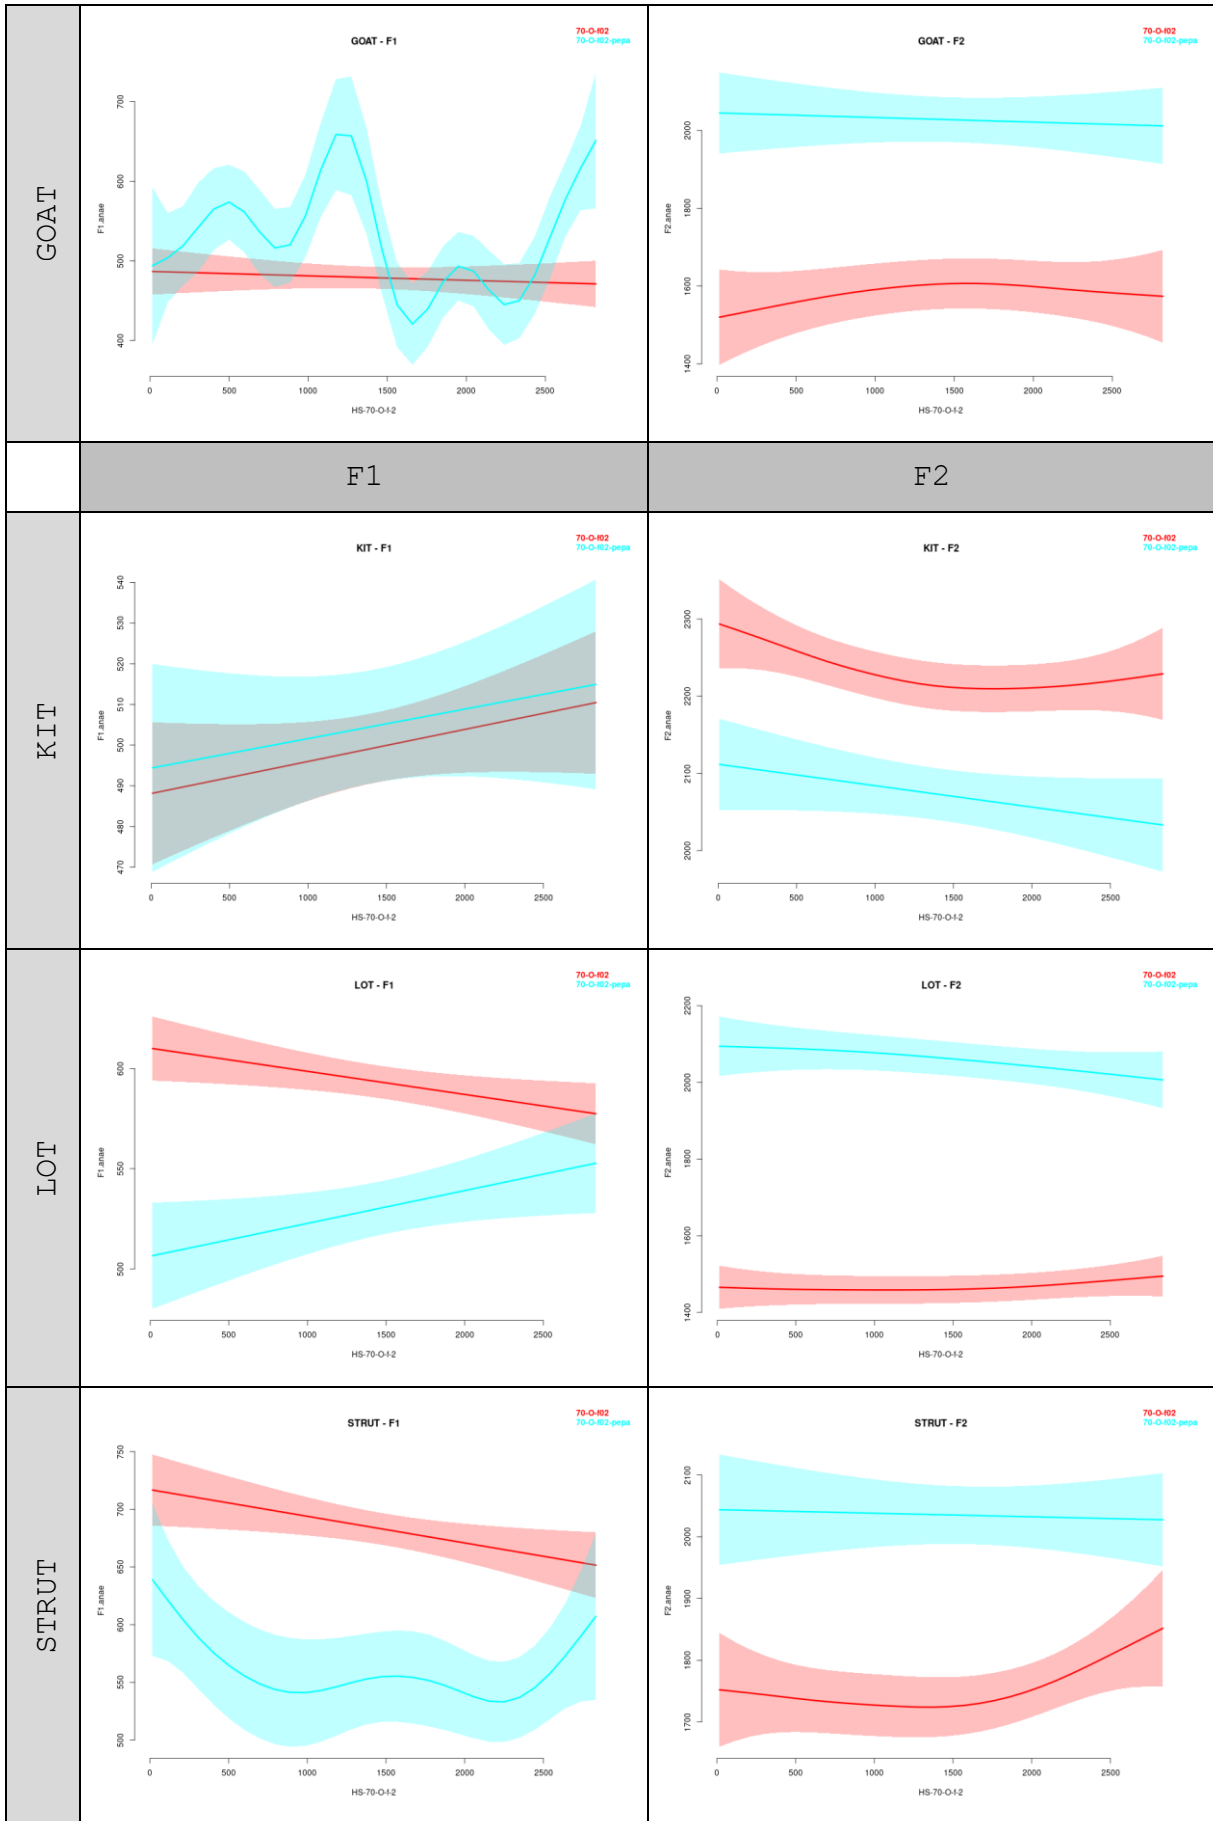 GOAT
GOAT - F1
70-O-f02
70-O-f02-pepa
F1.anae
700
600
500
400
0 500 1000 1500 2000 2500
HS-70-O-f-2
GOAT - F2
70-O-f02
70-O-f02-pepa
F2.anae
2000
1800
1600
1400
0 500 1000 1500 2000 2500
HS-70-O-f-2
F1 F2
KIT
KIT - F1
70-O-f02
70-O-f02-pepa
F1.anae
540
530
520
510
500
490
480
470
0 500 1000 1500 2000 2500
HS-70-O-f-2
KIT - F2
70-O-f02
70-O-f02-pepa
F2.anae
2300
2200
2100
2000
0 500 1000 1500 2000 2500
HS-70-O-f-2
LOT
LOT - F1
70-O-f02
70-O-f02-pepa
F1.anae
600
550
500
0 500 1000 1500 2000 2500
HS-70-O-f-2
LOT - F2
70-O-f02
70-O-f02-pepa
F2.anae
2200
2000
1800
1600
1400
0 500 1000 1500 2000 2500
HS-70-O-f-2
STRUT
STRUT - F1
70-O-f02
70-O-f02-pepa
F1.anae
750
700
650
600
550
500
0 500 1000 1500 2000 2500
HS-70-O-f-2
STRUT - F2
70-O-f02
70-O-f02-pepa
F2.anae
2100
2000
1900
1800
1700
0 500 1000 1500 2000 2500
HS-70-O-f-2